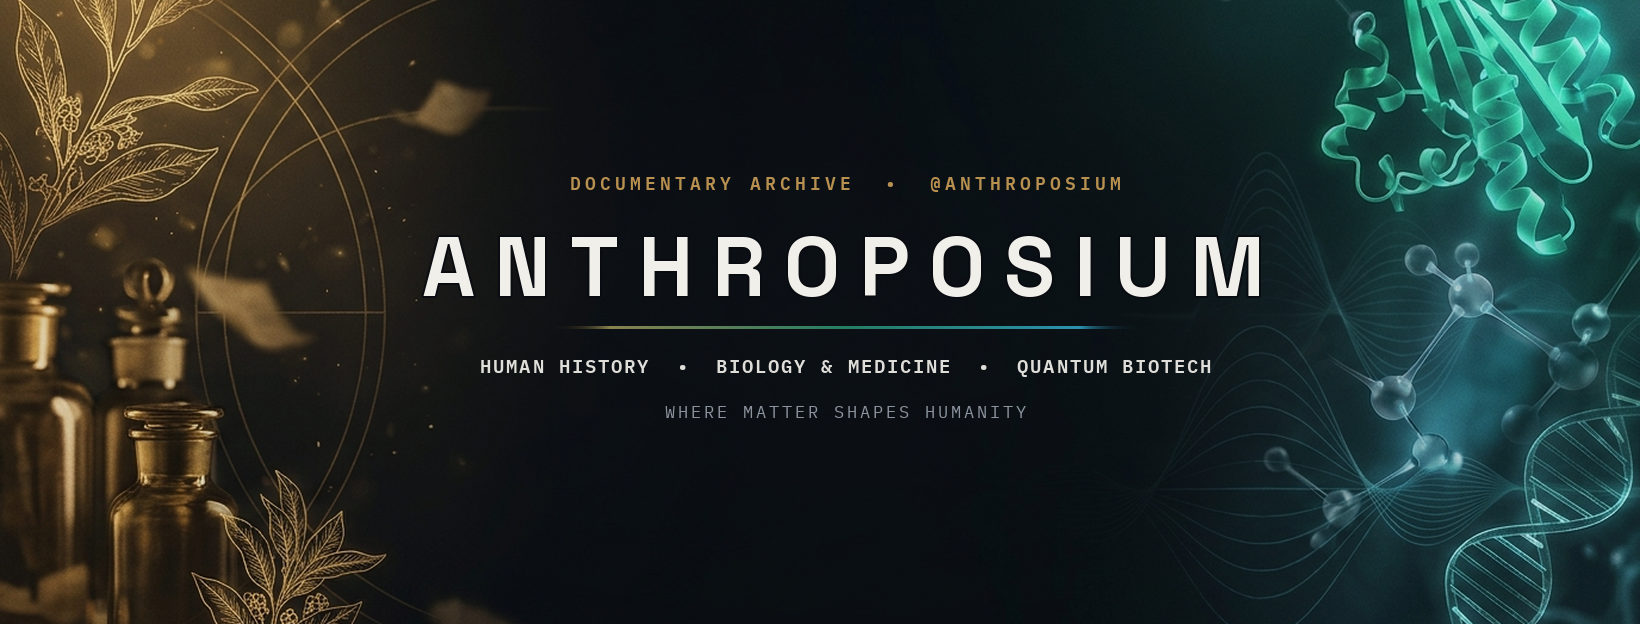 DOCUMENTARY ARCHIVE • @ANTHROPOSIUM
ANTHROPOSIUM
HUMAN HISTORY • BIOLOGY & MEDICINE • QUANTUM BIOTECH
WHERE MATTER SHAPES HUMANITY